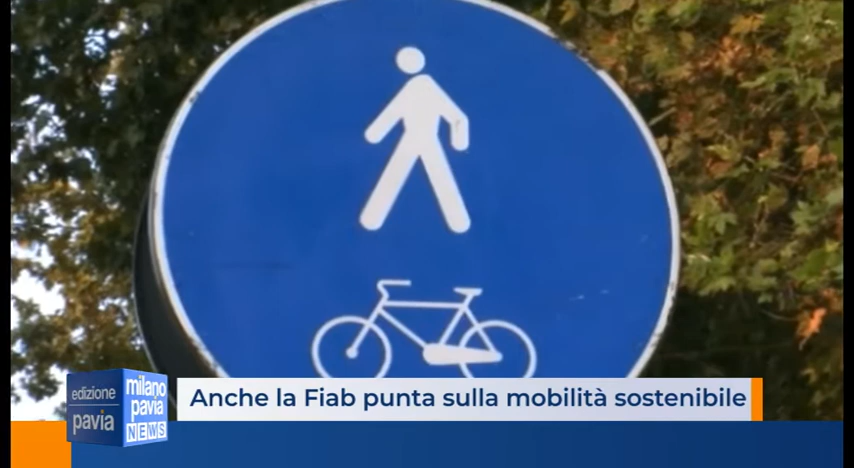 edizione
pavia
milano
pavia
NEWS
Anche la Fiab punta sulla mobilità sostenibile